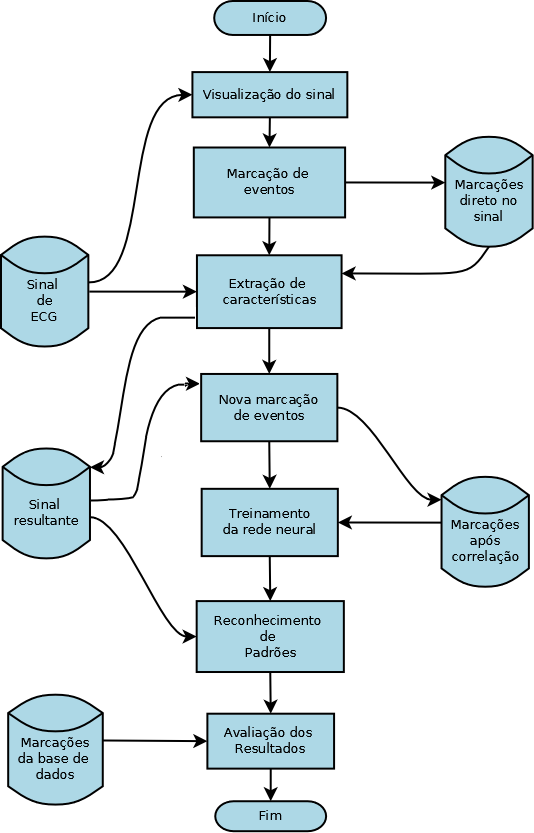 Início
Visualização do sinal
Marcação de
eventos
Marcações
direto no
sinal
Sinal
de
ECG
Extração de
características
Nova marcação
de eventos
Sinal
resultante
Treinamento
da rede neural
Marcações
após
correlação
Reconhecimento
de
Padrões
Marcações
da base de
dados
Avaliação dos
Resultados
Fim